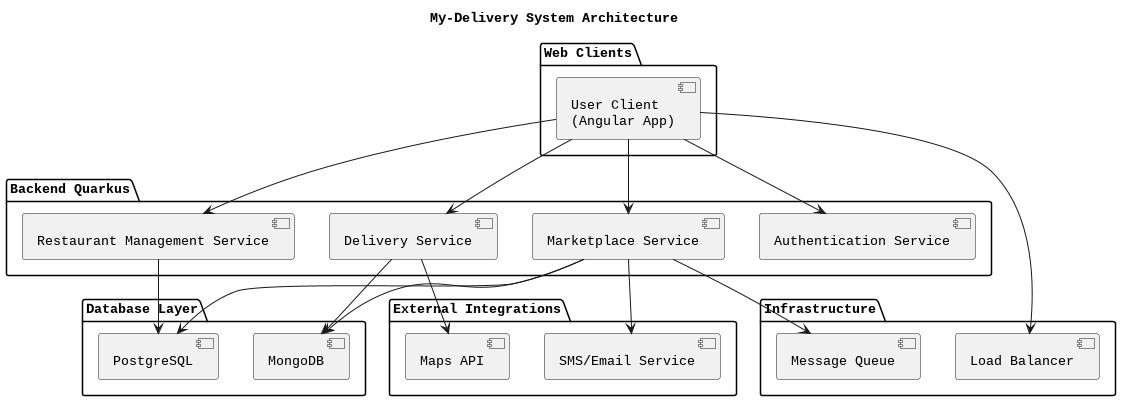 My-Delivery System Architecture
Web Clients
User Client
(Angular App)
Backend Quarkus
Restaurant Management Service
Delivery Service
Marketplace Service
Authentication Service
Database Layer
External Integrations
Infrastructure
PostgreSQL
MongoDB
Maps API
SMS/Email Service
Message Queue
Load Balancer